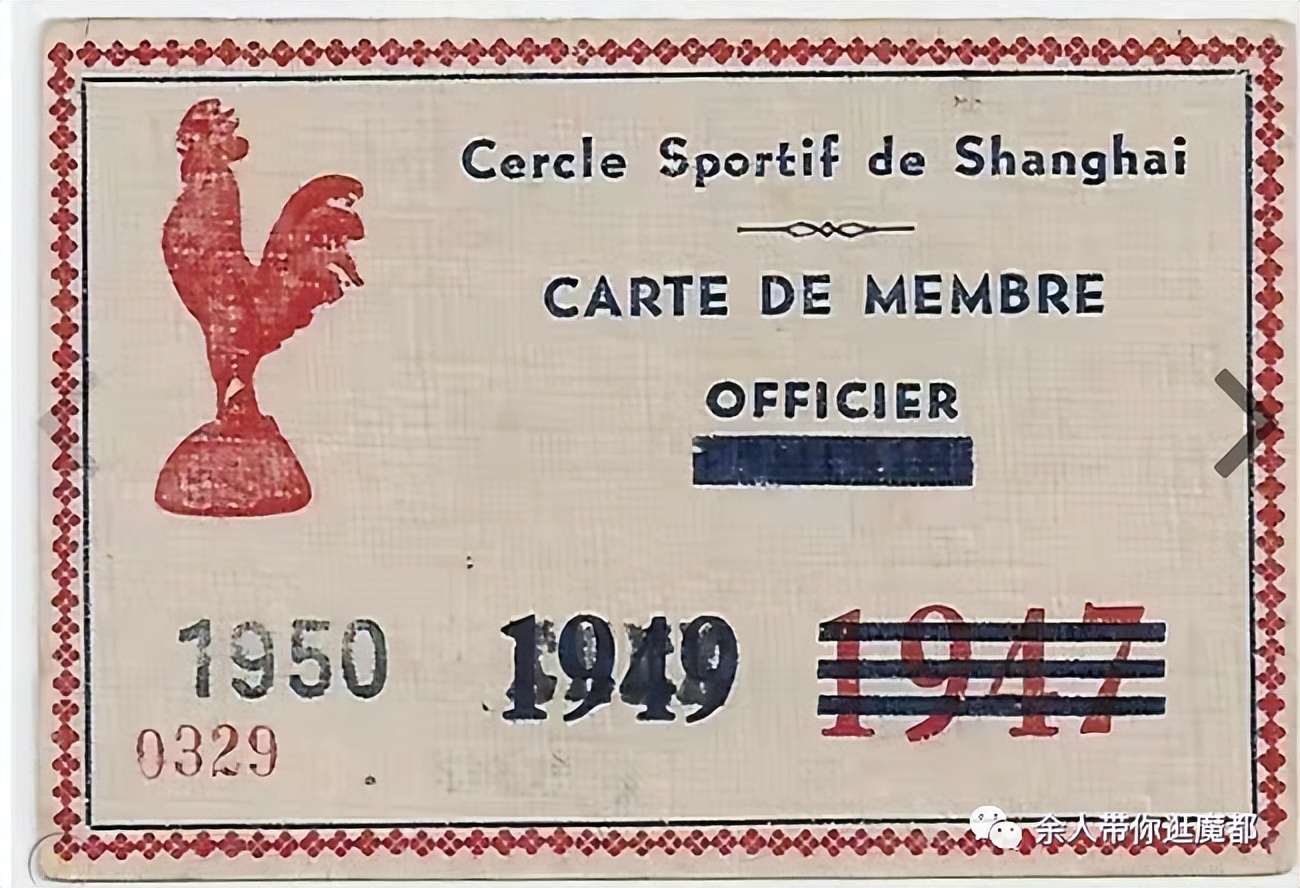 Cercle Sportif de Shanghai
CARTE DE MEMBRE
OFFICIER
1950 1949 1947
0329
余人带你逛魔都